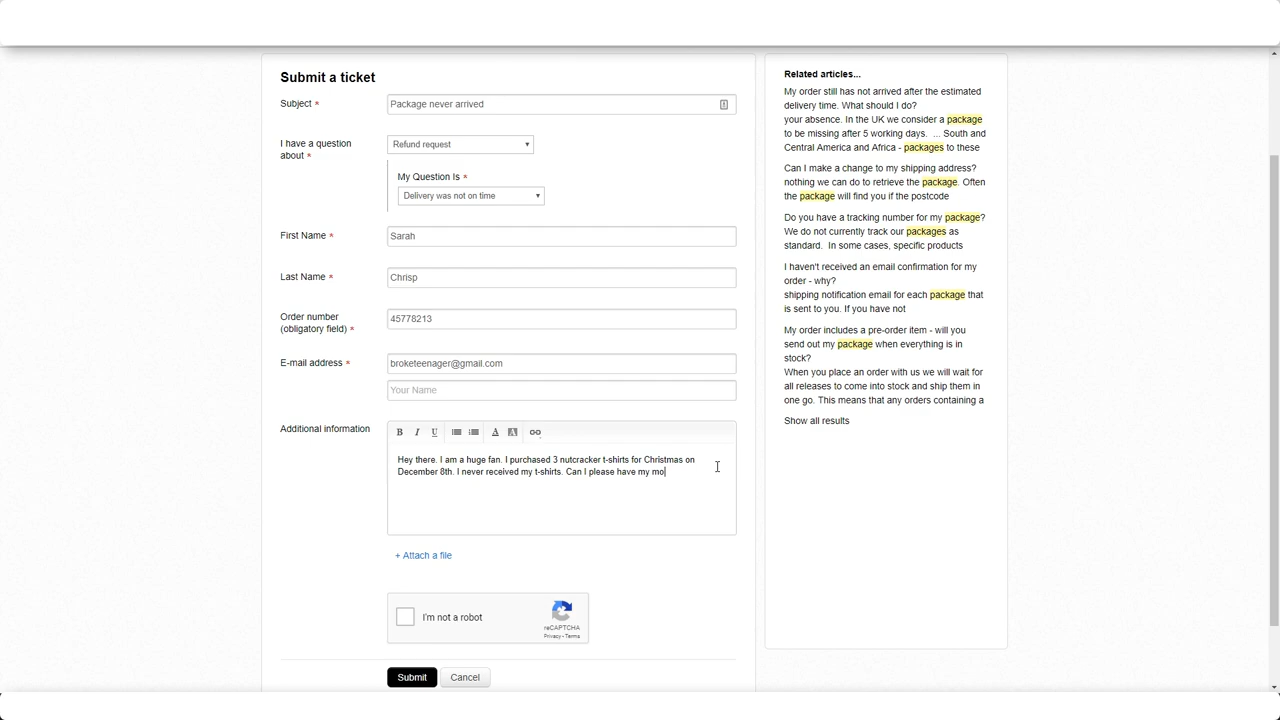 Submit a ticket
Subject *
Package never arrived
I have a question
about *
Refund request
My Question Is *
Delivery was not on time
First Name *
Sarah
Last Name *
Chrisp
Order number
(obligatory field) *
45778213
E-mail address *
broketeenager@gmail.com
Your Name
Additional information
B I U A A
Hey there. I am a huge fan. I purchased 3 nutcracker t-shirts for Christmas on
December 8th. I never received my t-shirts. Can I please have my mo
+ Attach a file
I'm not a robot
reCAPTCHA
Privacy - Terms
Submit
Cancel
Related articles...
My order still has not arrived after the estimated
delivery time. What should I do?
your absence. In the UK we consider a package
to be missing after 5 working days. ... South and
Central America and Africa - packages to these
Can I make a change to my shipping address?
nothing we can do to retrieve the package. Often
the package will find you if the postcode
Do you have a tracking number for my package?
We do not currently track our packages as
standard. In some cases, specific products
I haven't received an email confirmation for my
order - why?
shipping notification email for each package that
is sent to you. If you have not
My order includes a pre-order item - will you
send out my package when everything is in
stock?
When you place an order with us we will wait for
all releases to come into stock and ship them in
one go. This means that any orders containing a
Show all results